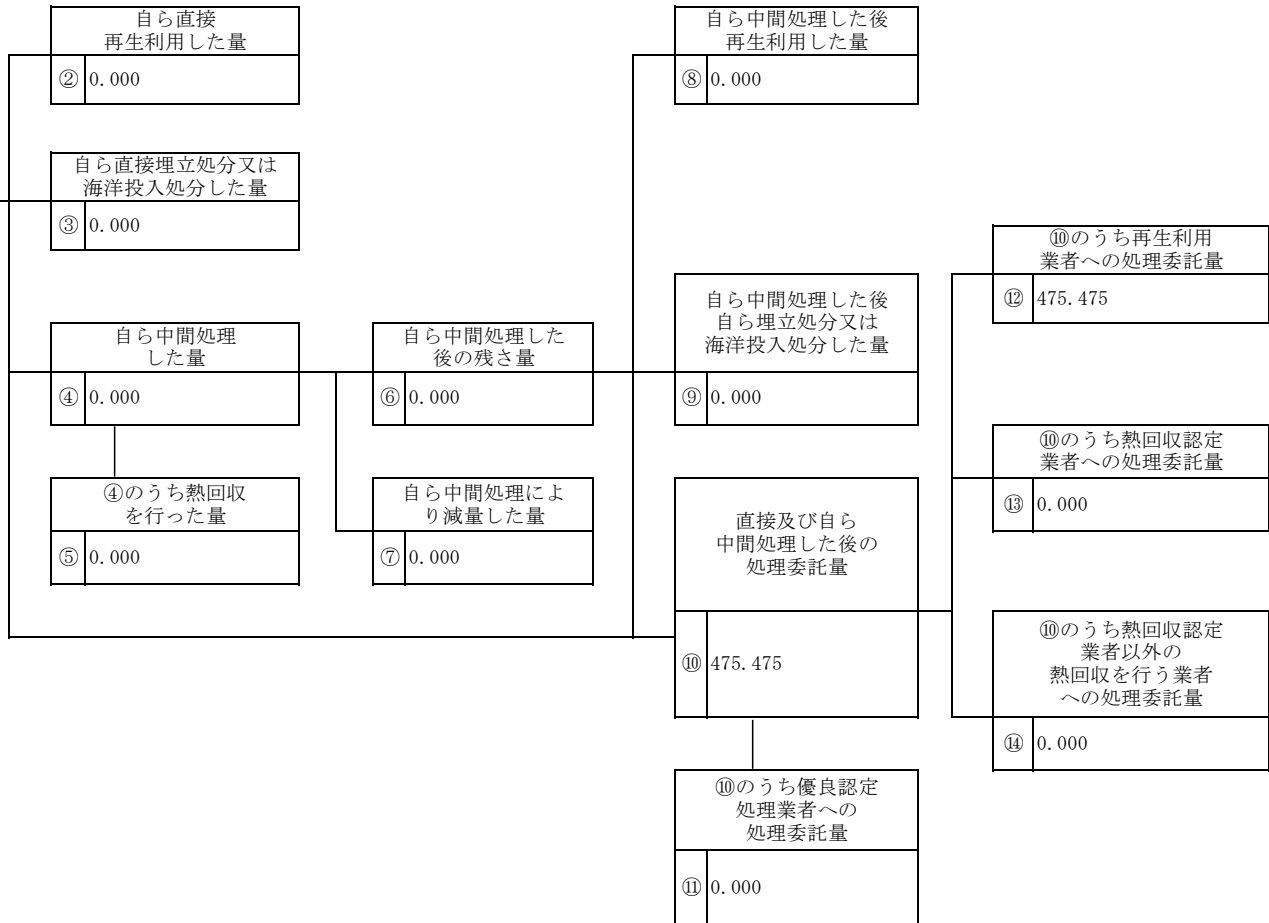 自ら直接
再生利用した量
② 0.000
自ら直接埋立処分又は
海洋投入処分した量
③ 0.000
自ら中間処理
した量
④ 0.000
④のうち熱回収
を行った量
⑤ 0.000
自ら中間処理した
後の残さ量
⑥ 0.000
自ら中間処理によ
り減量した量
⑦ 0.000
自ら中間処理した後
再生利用した量
⑧ 0.000
自ら中間処理した後
自ら埋立処分又は
海洋投入処分した量
⑨ 0.000
直接及び自ら
中間処理した後の
処理委託量
⑩ 475.475
⑩のうち優良認定
処理業者への
処理委託量
⑪ 0.000
⑩のうち再生利用
業者への処理委託量
⑫ 475.475
⑩のうち熱回収認定
業者への処理委託量
⑬ 0.000
⑩のうち熱回収認定
業者以外の
熱回収を行う業者
への処理委託量
⑭ 0.000